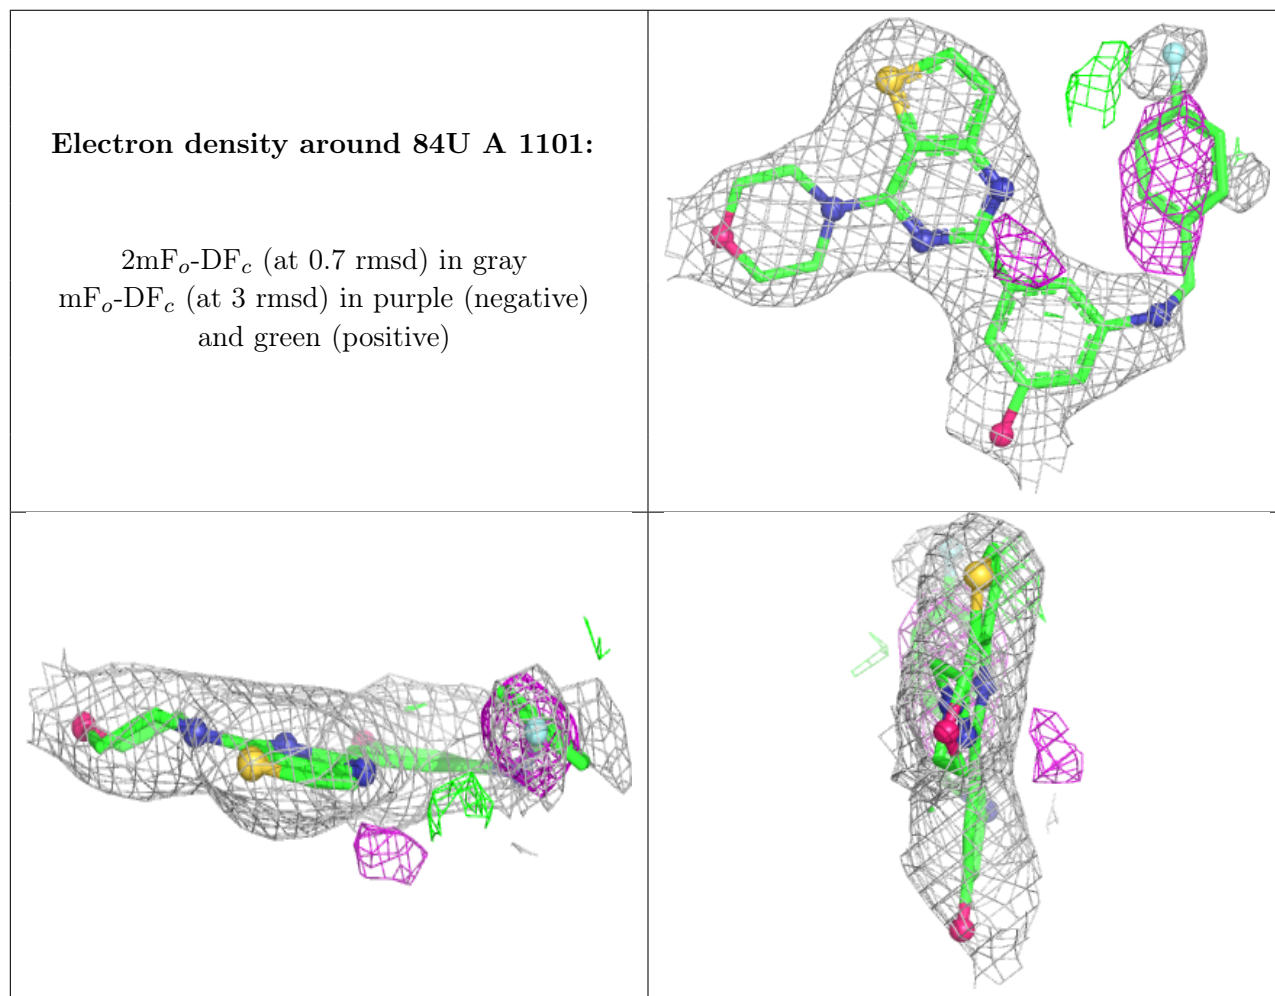 Electron density around 84U A 1101:
2mFo-DFc (at 0.7 rmsd) in gray
mFo-DFc (at 3 rmsd) in purple (negative)
and green (positive)